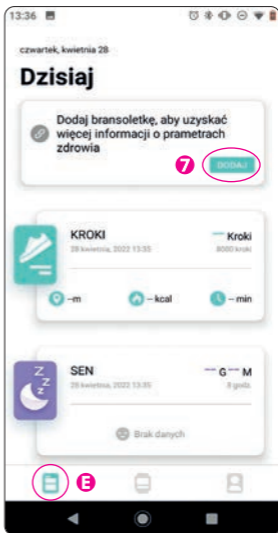 13:36
czwartek, kwietnia 28
Dzisiaj
Dodaj bransoletkę, aby uzyskać
więcej informacji o prametrach
zdrowia
7 DODAJ
KROKI -- Kroki
28 kwietnia, 2022 13:35 8000 kroki
--m --kcal --min
SEN -- G -- M
28 kwietnia, 2022 13:35 8 godz.
Brak danych
E